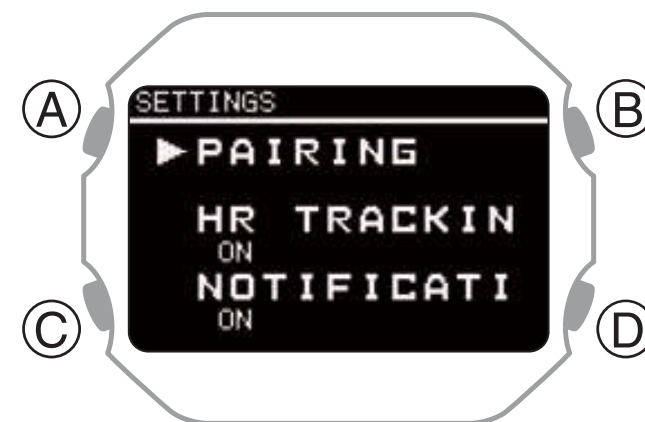 A
B
SETTINGS
▶PAIRING
HR TRACKIN
ON
NOTIFICATI
ON
C
D